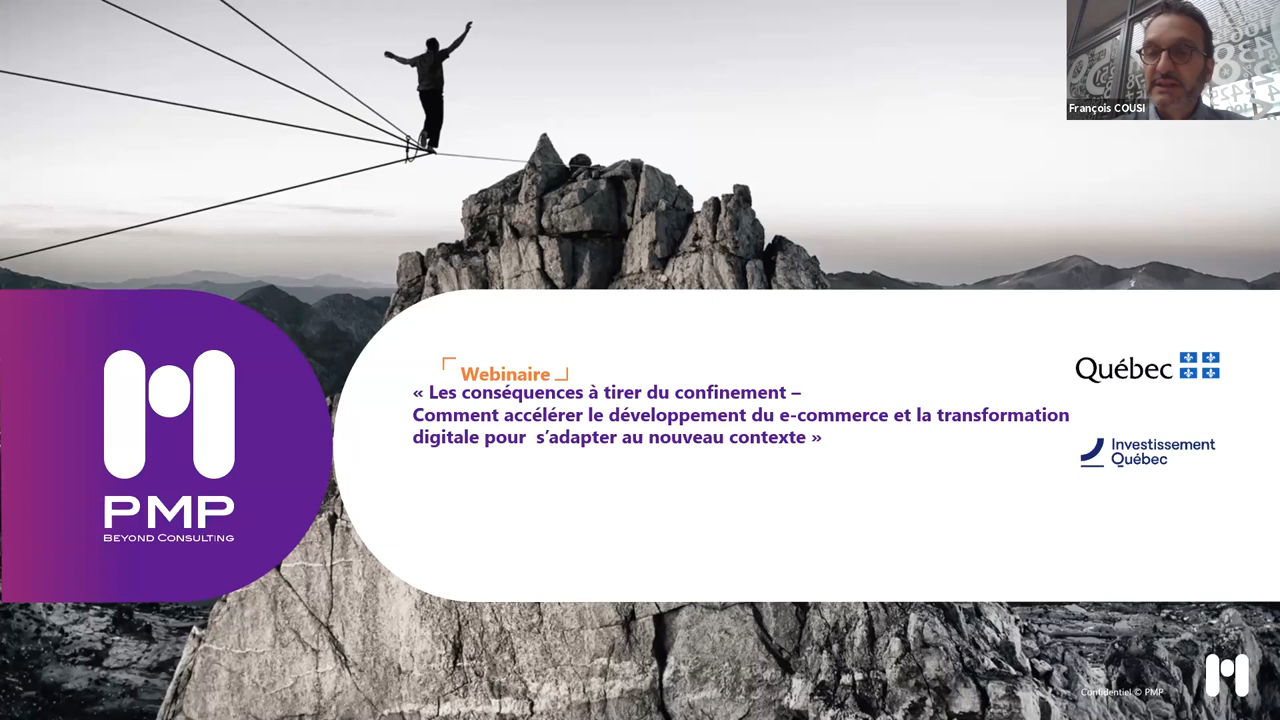 François COUSI
Webinaire
« Les conséquences à tirer du confinement –
Comment accélérer le développement du e-commerce et la transformation
digitale pour s’adapter au nouveau contexte »
Québec
Investissement
Québec
PMP
BEYOND CONSULTING
Confidentiel © PMP